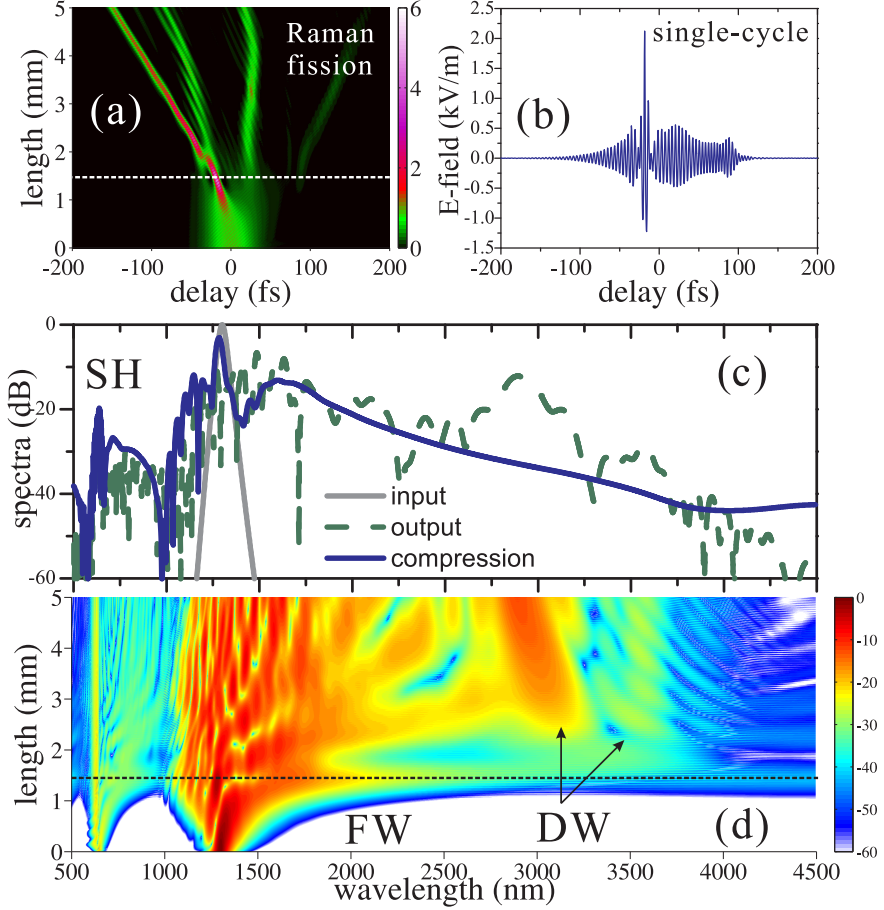 5
4
3
2
1
0
length (mm)
(a)
Raman
fission
-200 -100 0 100 200
delay (fs)
6
4
2
0
2.5
2.0
1.5
1.0
0.5
0.0
-0.5
-1.0
-1.5
E-field (kV/m)
(b)
single-cycle
-200 -100 0 100 200
delay (fs)
0
-20
-40
-60
spectra (dB)
SH
(c)
input
output
compression
5
4
3
2
1
0
length (mm)
FW
DW
(d)
500 1000 1500 2000 2500 3000 3500 4000 4500
wavelength (nm)
0
-10
-20
-30
-40
-50
-60